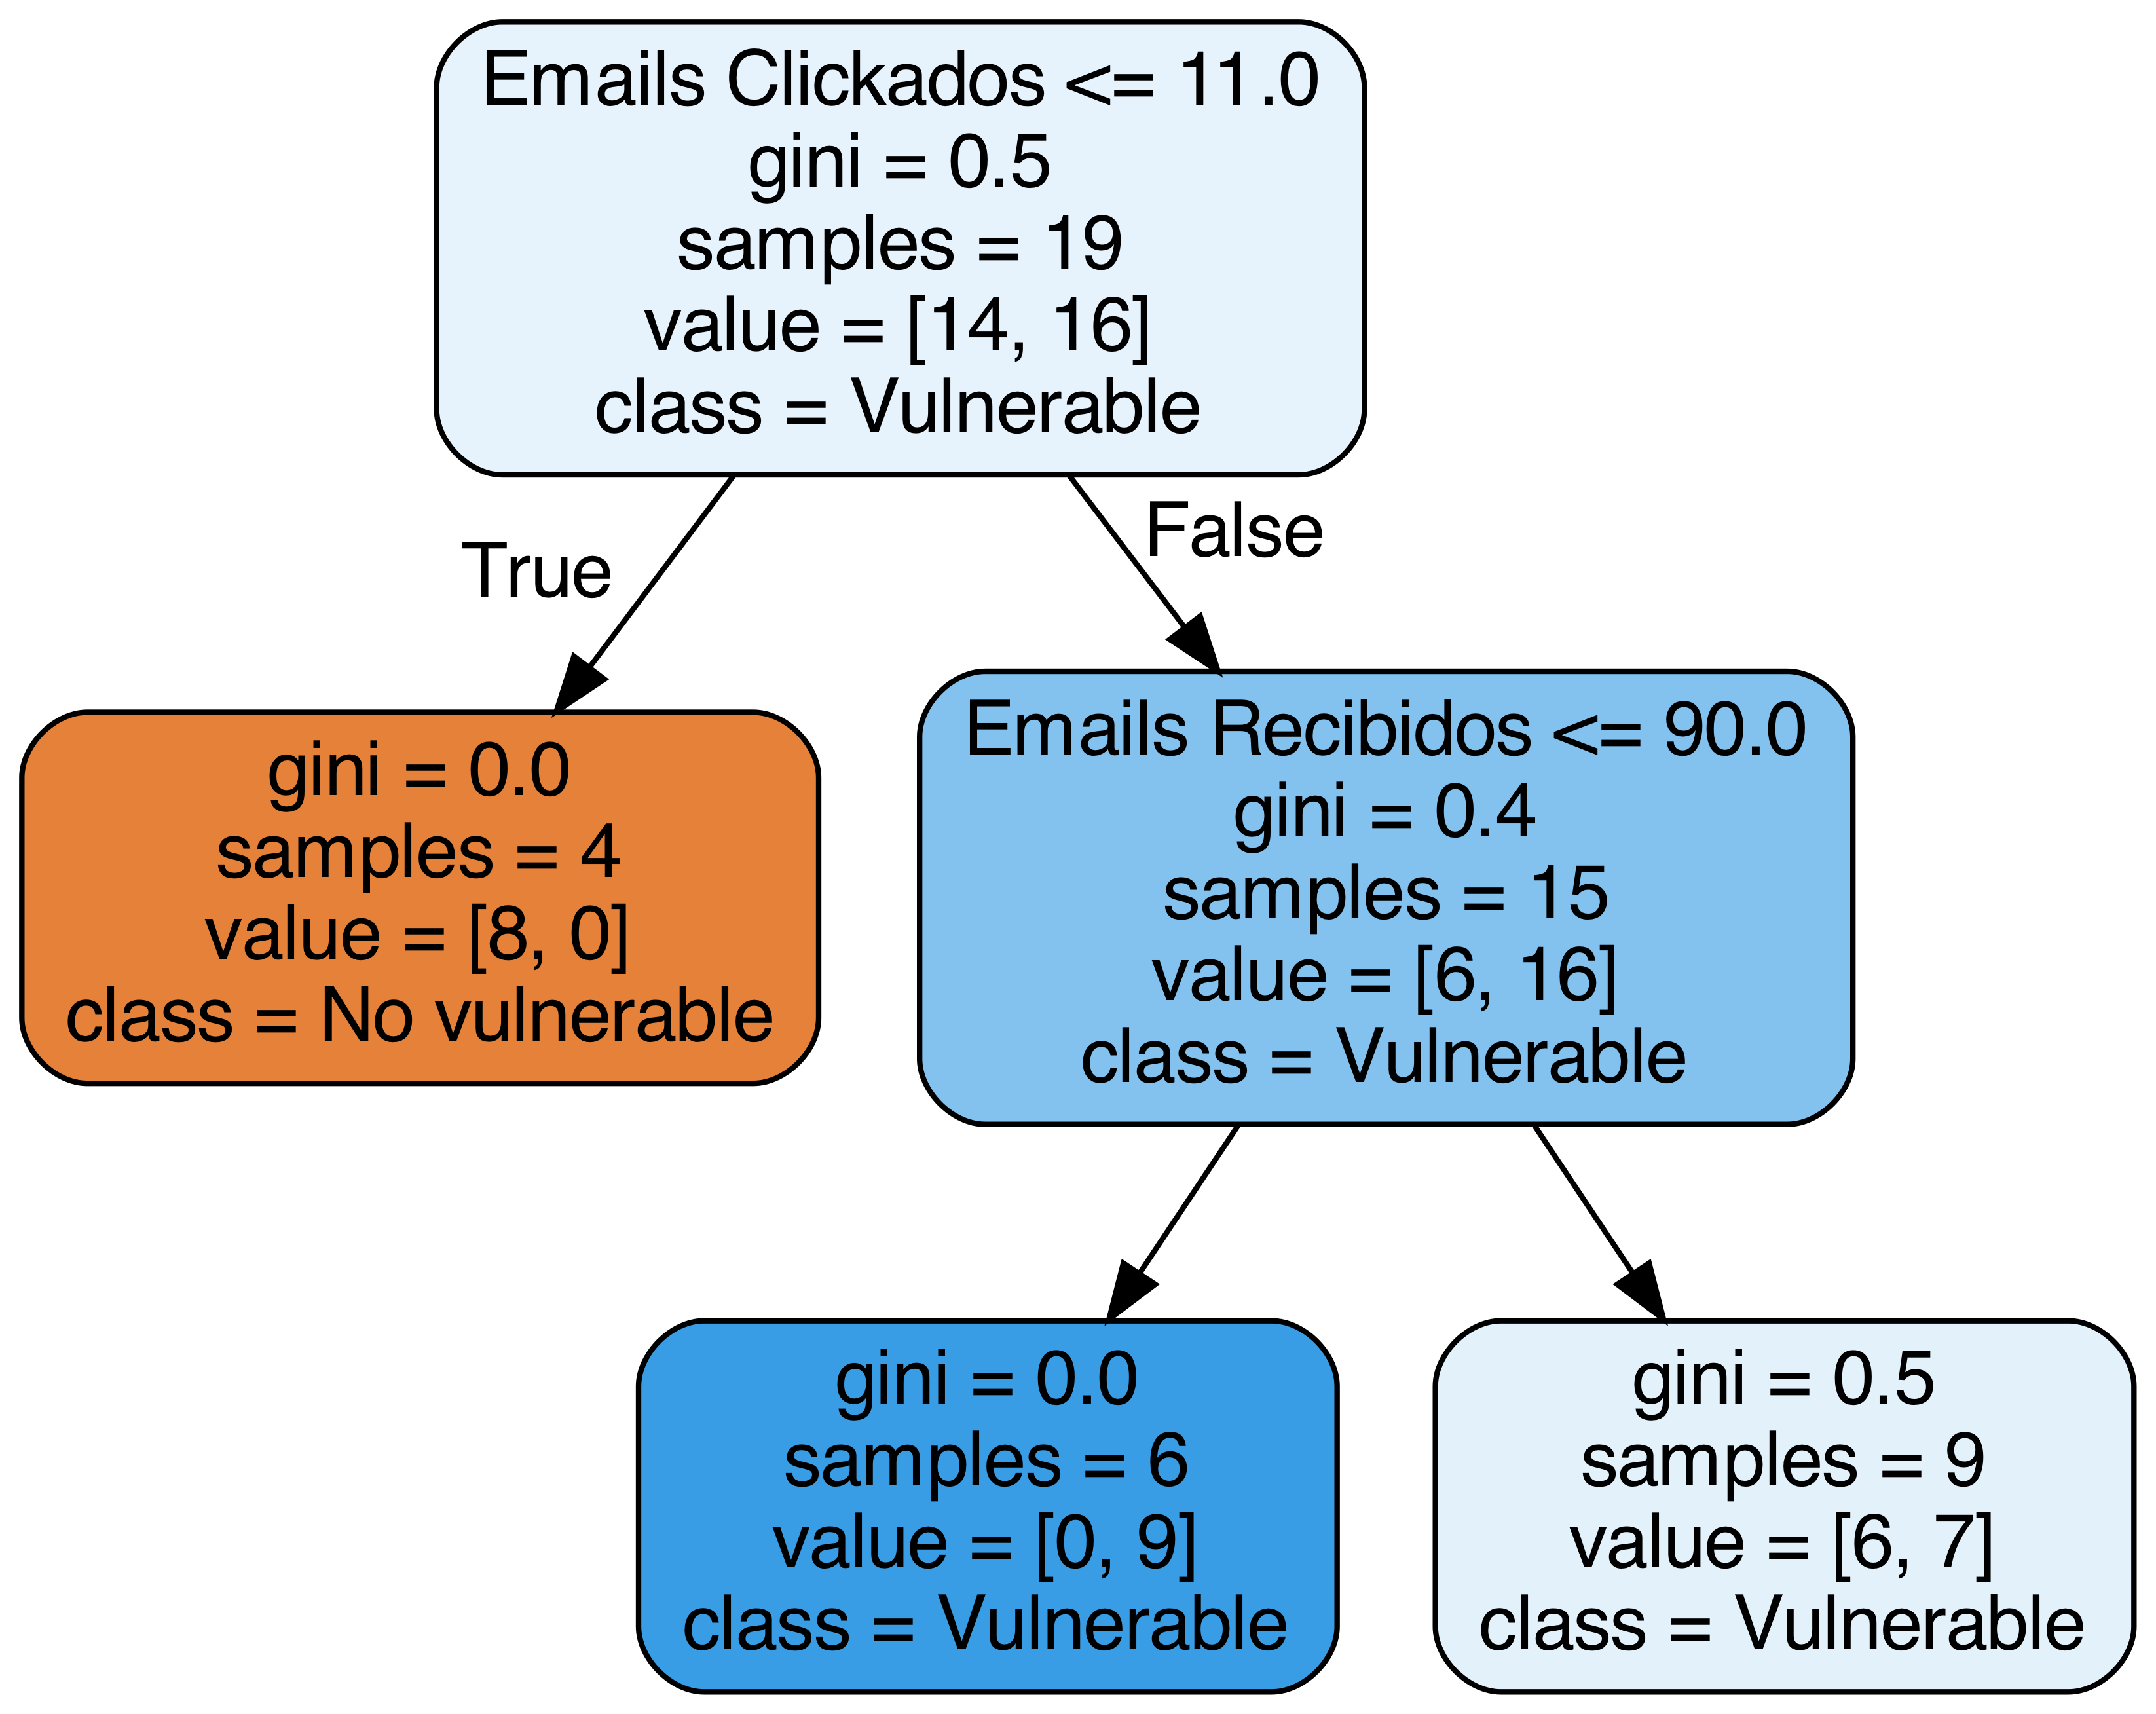 Emails Clickados <= 11.0
gini = 0.5
samples = 19
value = [14, 16]
class = Vulnerable
True
False
gini = 0.0
samples = 4
value = [8, 0]
class = No vulnerable
Emails Recibidos <= 90.0
gini = 0.4
samples = 15
value = [6, 16]
class = Vulnerable
gini = 0.0
samples = 6
value = [0, 9]
class = Vulnerable
gini = 0.5
samples = 9
value = [6, 7]
class = Vulnerable